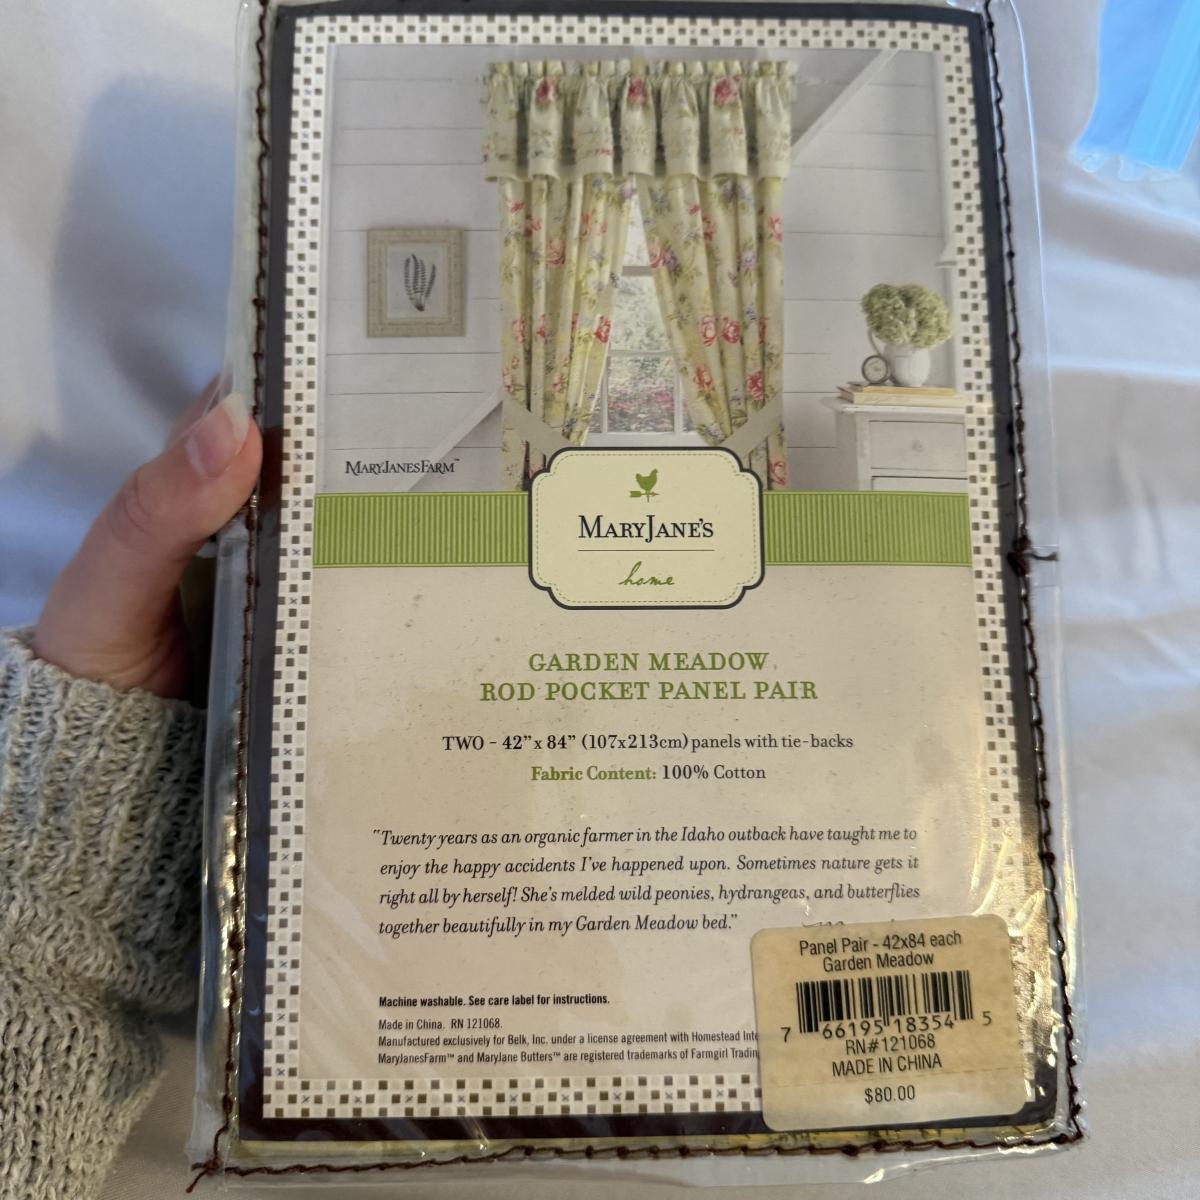 MARYJANESFARM™
MARYJANE'S
home
GARDEN MEADOW
ROD POCKET PANEL PAIR
TWO - 42" x 84" (107x213cm) panels with tie-backs
Fabric Content: 100% Cotton
"Twenty years as an organic farmer in the Idaho outback have taught me to
enjoy the happy accidents I've happened upon. Sometimes nature gets it
right all by herself! She's melded wild peonies, hydrangeas, and butterflies
together beautifully in my Garden Meadow bed."
Machine washable. See care label for instructions.
Made in China. RN 121068.
Manufactured exclusively for Belk, Inc. under a license agreement with Homestead
MaryJanesFarm™ and MaryJane Butters™ are registered trademarks of Farmgirl
Panel Pair - 42x84 each
Garden Meadow
7 66195 18354 5
RN#121068
MADE IN CHINA
$80.00